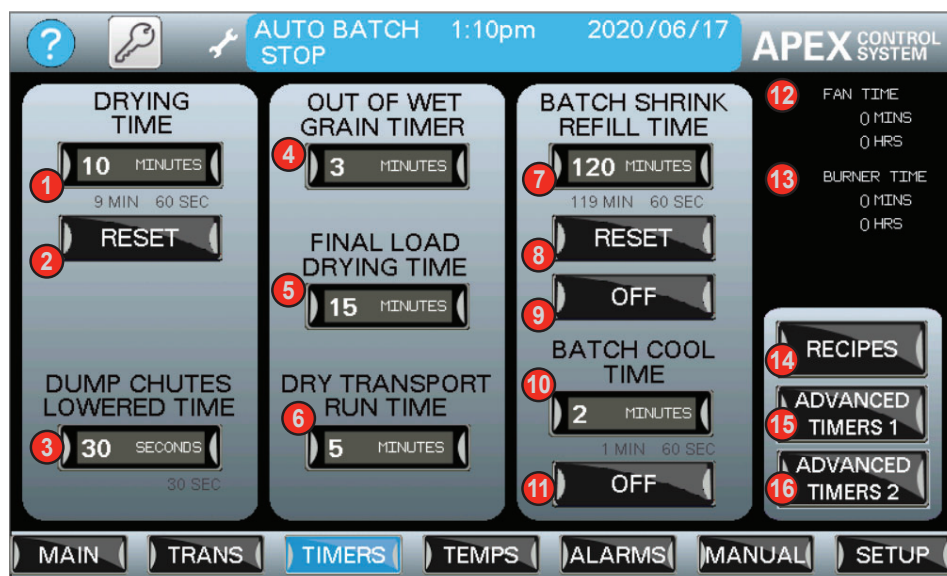 ?
AUTO BATCH 1:10pm 2020/06/17
STOP
APEX CONTROL
SYSTEM
DRYING
TIME
1
10 MINUTES
9 MIN 60 SEC
2
RESET
DUMP CHUTES
LOWERED TIME
3
30 SECONDS
30 SEC
OUT OF WET
GRAIN TIMER
4
3 MINUTES
FINAL LOAD
DRYING TIME
5
15 MINUTES
DRY TRANSPORT
RUN TIME
6
5 MINUTES
BATCH SHRINK
REFILL TIME
7
120 MINUTES
119 MIN 60 SEC
8
RESET
9
OFF
BATCH COOL
TIME
10
2 MINUTES
1 MIN 60 SEC
11
OFF
12
FAN TIME
0 MINS
0 HRS
13
BURNER TIME
0 MINS
0 HRS
14
RECIPES
15
ADVANCED
TIMERS 1
16
ADVANCED
TIMERS 2
MAIN TRANS TIMERS TEMPS ALARMS MANUAL SETUP